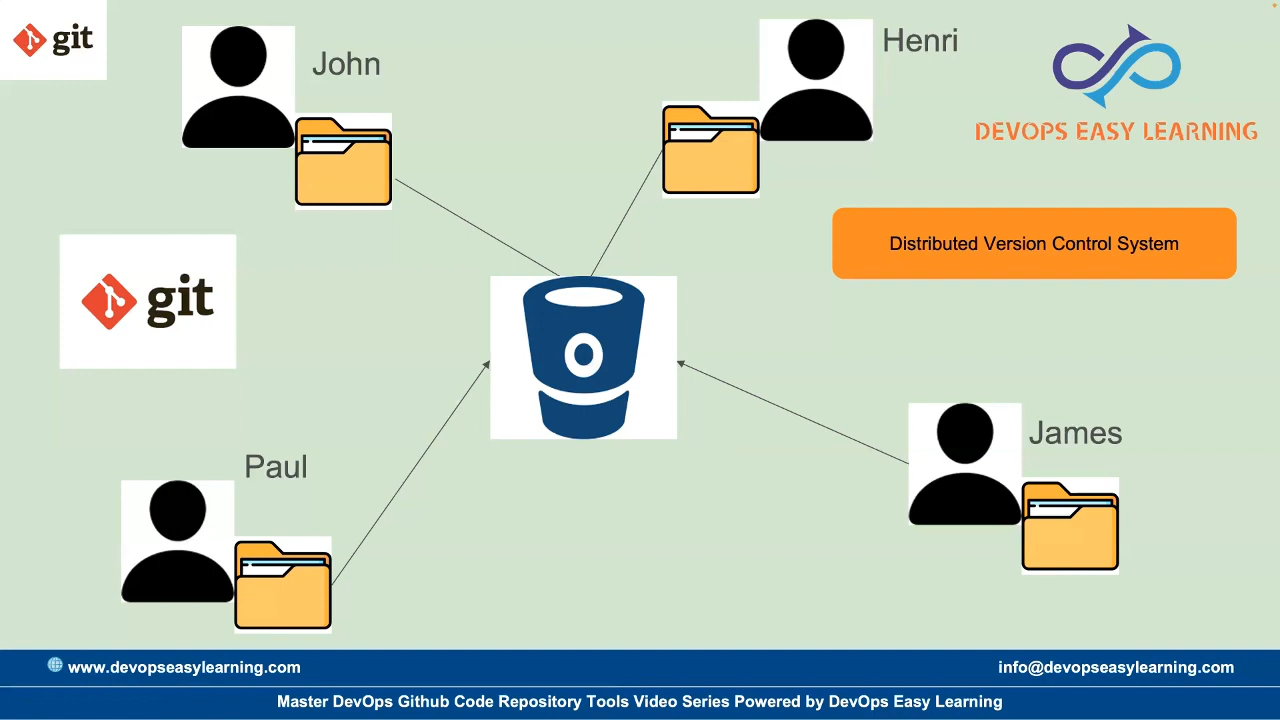 git
John
Henri
DEVOPS EASY LEARNING
Distributed Version Control System
git
James
Paul
www.devopseasylearning.com
info@devopseasylearning.com
Master DevOps Github Code Repository Tools Video Series Powered by DevOps Easy Learning